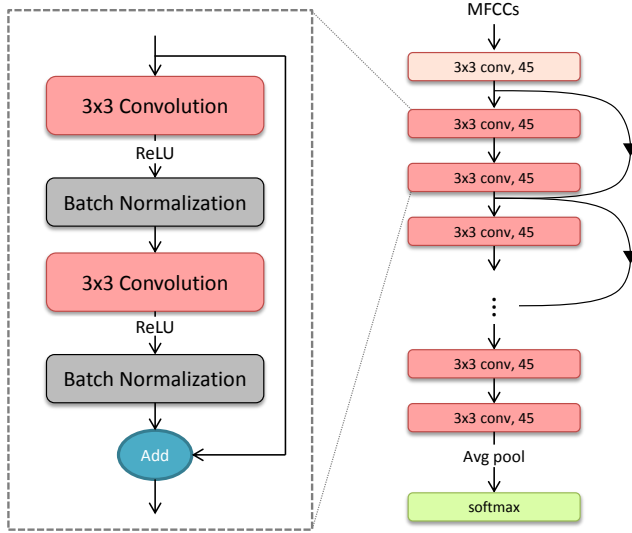 3x3 Convolution
ReLU
Batch Normalization
3x3 Convolution
ReLU
Batch Normalization
Add
MFCCs
3x3 conv, 45
3x3 conv, 45
3x3 conv, 45
3x3 conv, 45
⋮
3x3 conv, 45
3x3 conv, 45
Avg pool
softmax